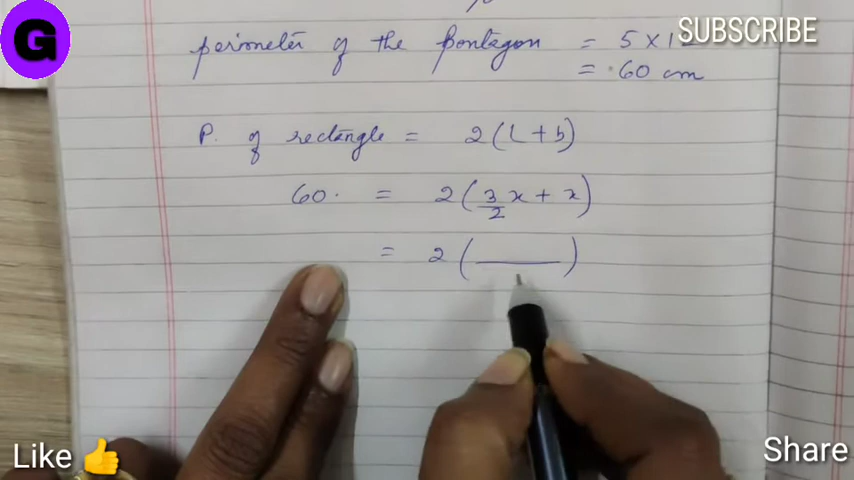 G
SUBSCRIBE
perimeter of the pentagon = 5 × 1
= 60 cm
P. of rectangle = 2 (l + b)
60 = 2 (3/2 x + x)
= 2 ( )
Like 👍
Share